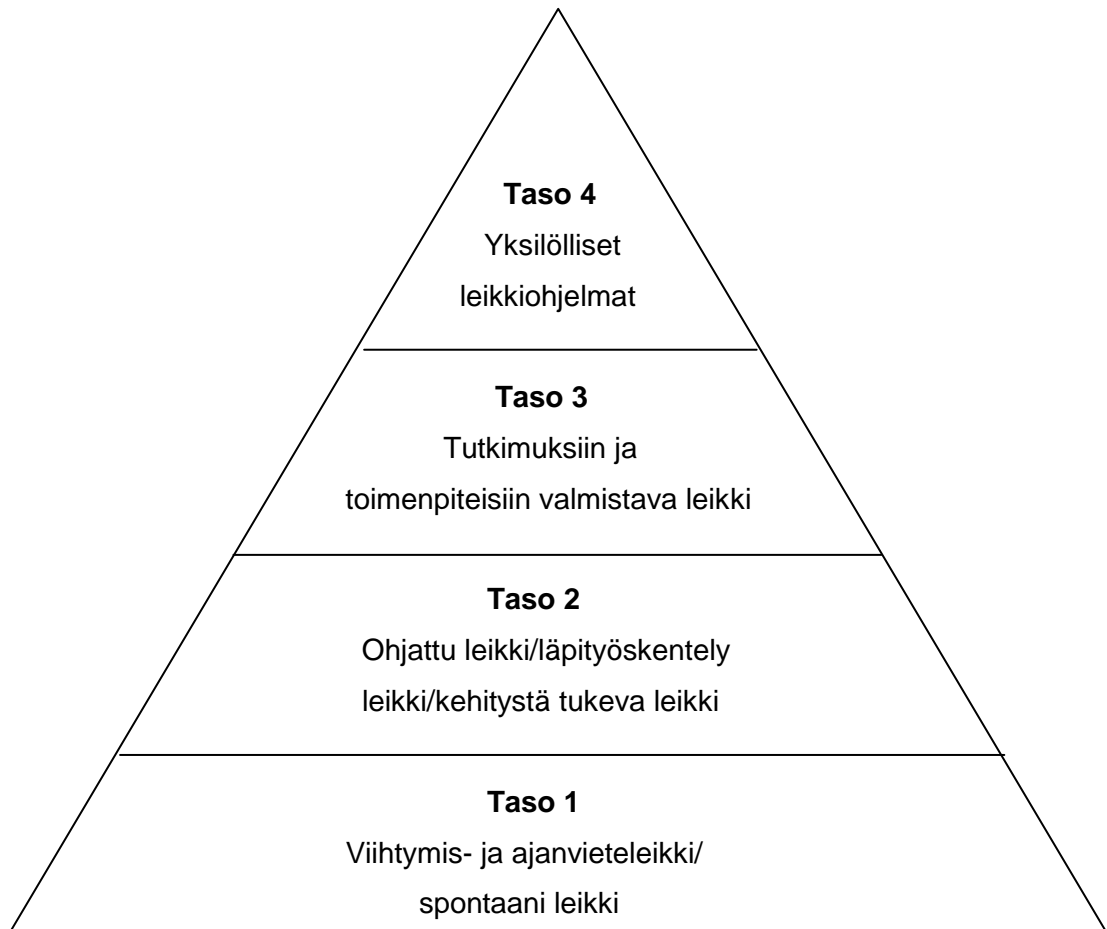 Taso 4
Yksilölliset
leikkiohjelmat
Taso 3
Tutkimuksiin ja
toimenpiteisiin valmistava leikki
Taso 2
Ohjattu leikki/läpityöskentely
leikki/kehitystä tukeva leikki
Taso 1
Viihtymis- ja ajanvieteleikki/
spontaani leikki